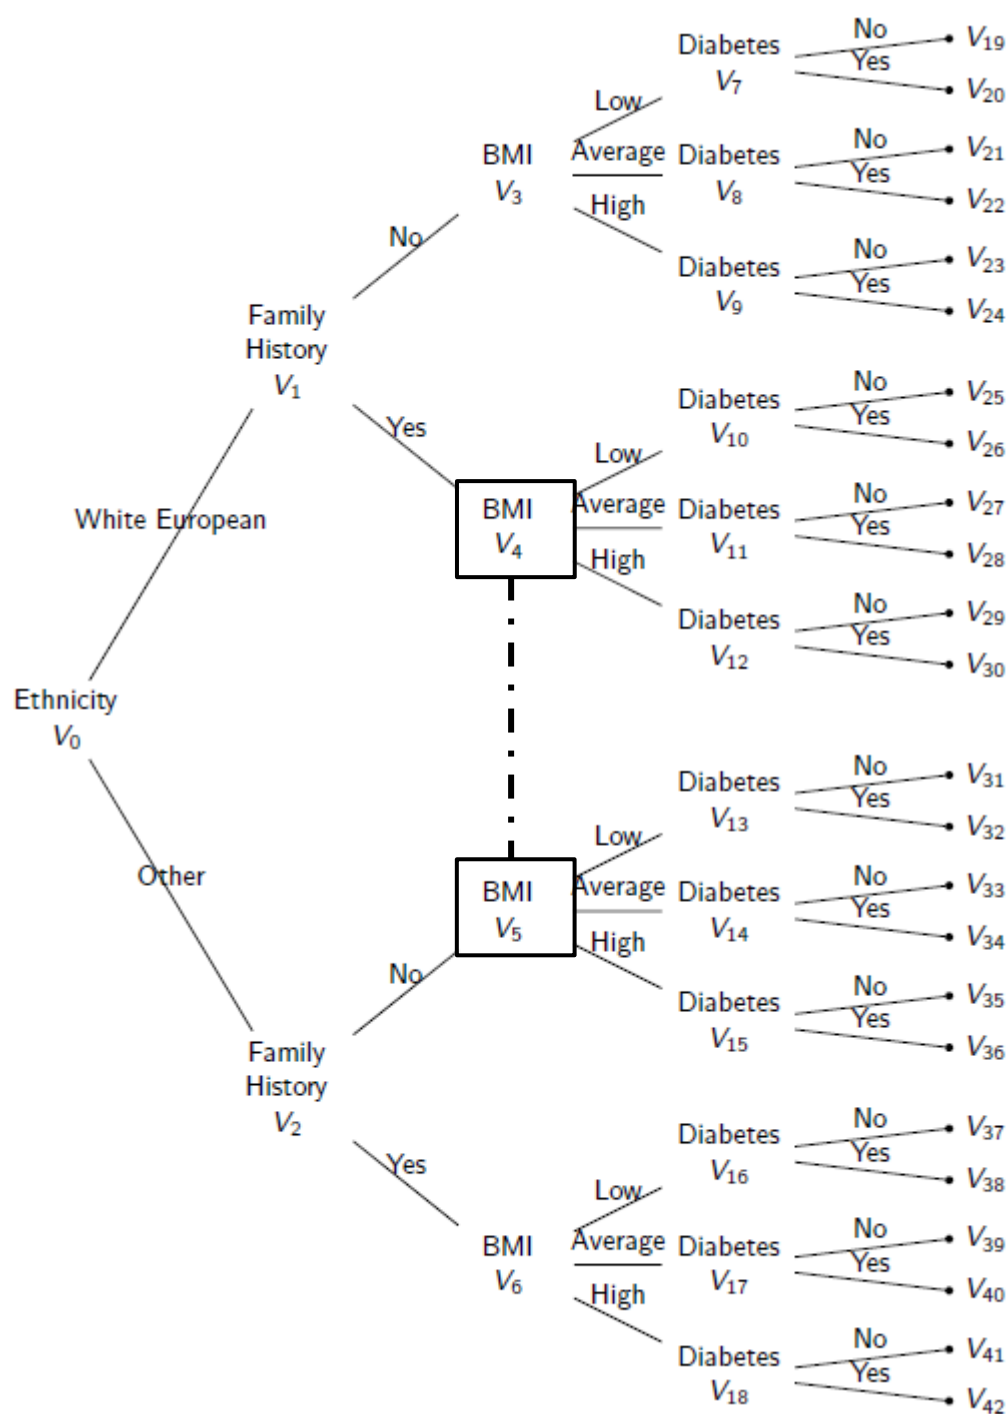 Ethnicity
V0
White European
Other
Family
History
V1
No
Yes
Family
History
V2
No
Yes
BMI
V3
Low
Average
High
BMI
V4
Low
Average
High
BMI
V5
Low
Average
High
BMI
V6
Low
Average
High
Diabetes
V7
No
Yes
V19
V20
Diabetes
V8
No
Yes
V21
V22
Diabetes
V9
No
Yes
V23
V24
Diabetes
V10
No
Yes
V25
V26
Diabetes
V11
No
Yes
V27
V28
Diabetes
V12
No
Yes
V29
V30
Diabetes
V13
No
Yes
V31
V32
Diabetes
V14
No
Yes
V33
V34
Diabetes
V15
No
Yes
V35
V36
Diabetes
V16
No
Yes
V37
V38
Diabetes
V17
No
Yes
V39
V40
Diabetes
V18
No
Yes
V41
V42